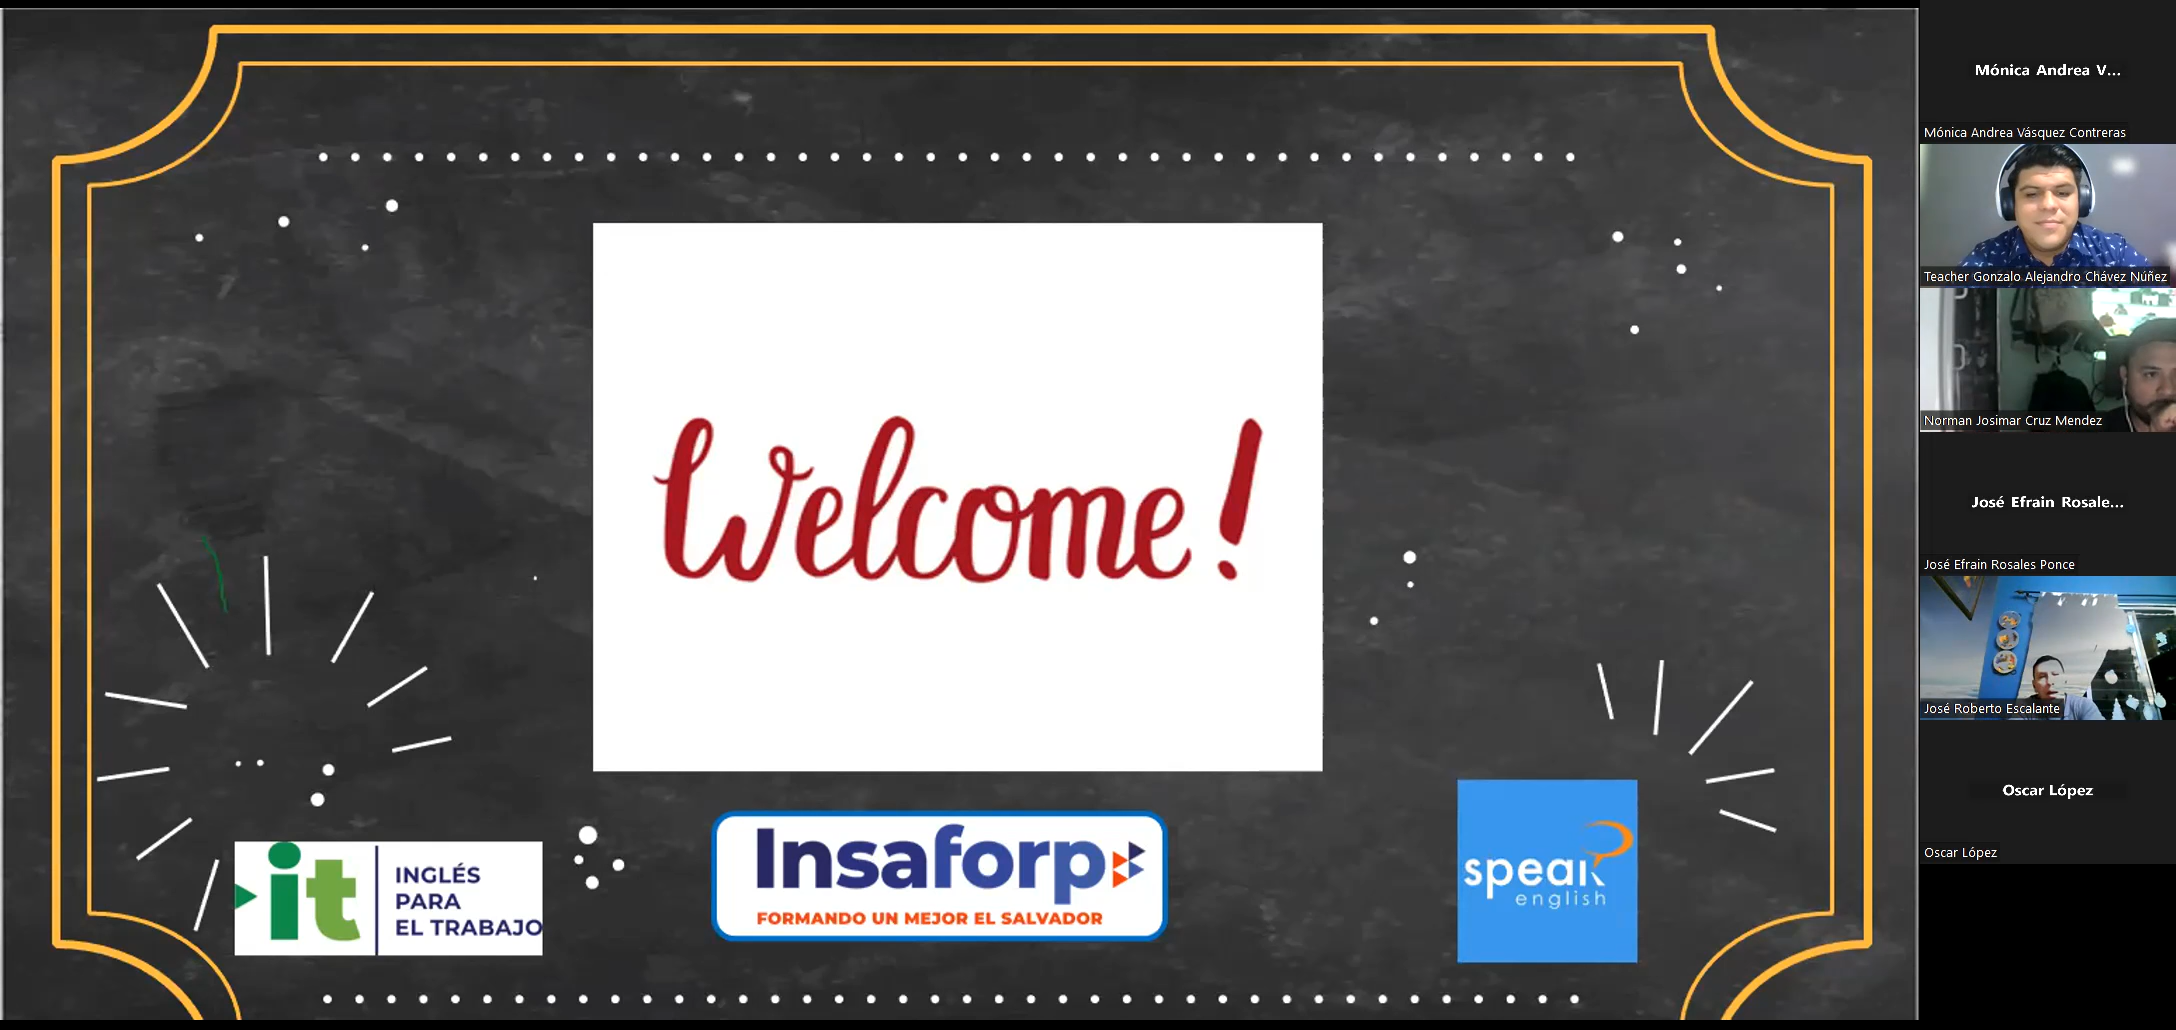 Welcome!
it
INGLÉS
PARA
EL TRABAJO
Insaforp
FORMANDO UN MEJOR EL SALVADOR
speak
english
Mónica Andrea V...
Mónica Andrea Vásquez Contreras
Teacher Gonzalo Alejandro Chávez Núñez
Norman Josimar Cruz Mendez
José Efrain Rosale...
José Efrain Rosales Ponce
José Roberto Escalante
Oscar López
Oscar López